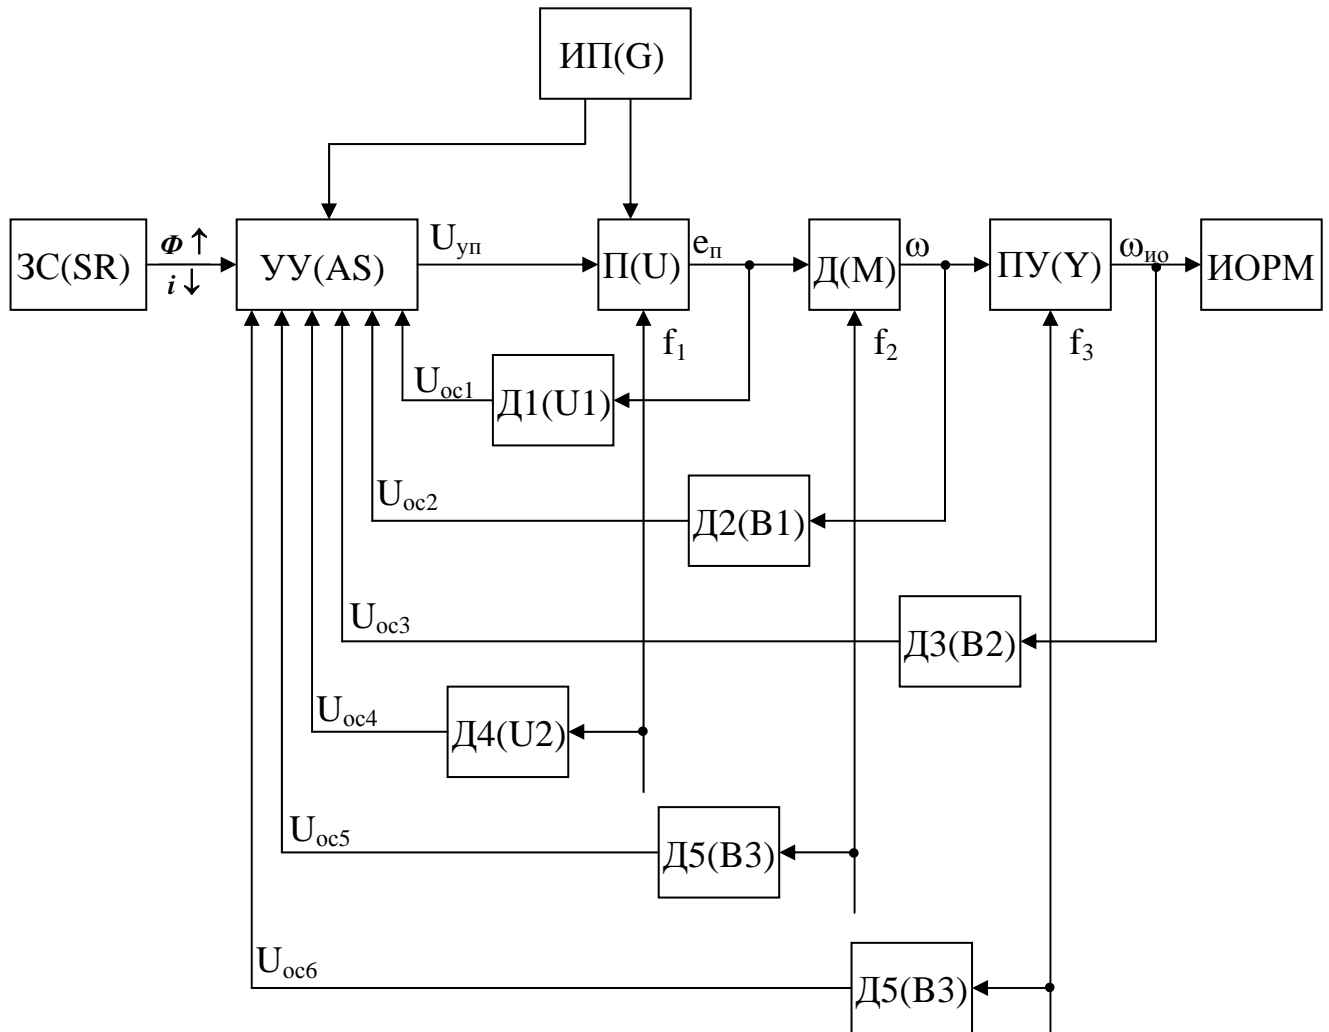 ИП(G)
ЗС(SR)
Ф ↑
i ↓
УУ(AS)
Uуп
П(U)
eп
Д(M)
ω
ПУ(Y)
ωио
ИОРМ
f1
f2
f3
Uос1
Д1(U1)
Uос2
Д2(B1)
Uос3
Д3(B2)
Uос4
Д4(U2)
Uос5
Д5(B3)
Uос6
Д5(B3)